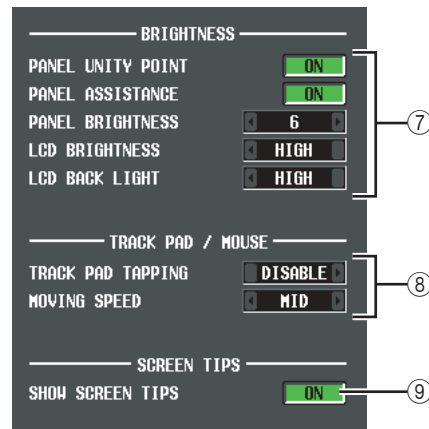 BRIGHTNESS
PANEL UNITY POINT ON
PANEL ASSISTANCE ON
PANEL BRIGHTNESS 6
LCD BRIGHTNESS HIGH
LCD BACK LIGHT HIGH
⑦
TRACK PAD / MOUSE
TRACK PAD TAPPING DISABLE
MOVING SPEED MID
⑧
SCREEN TIPS
SHOW SCREEN TIPS ON
⑨